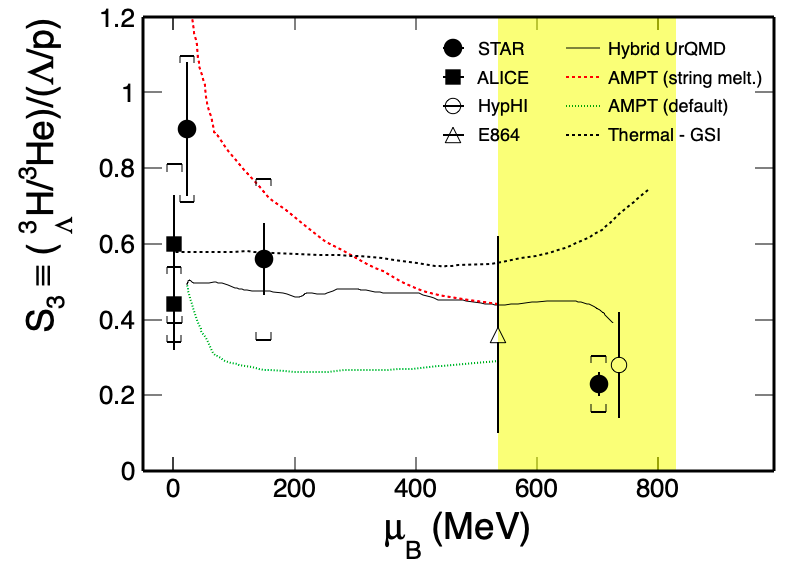 S₃ ≡ ( ³ΛH/³He)/(Λ/p)
1.2
1
0.8
0.6
0.4
0.2
0
STAR
ALICE
HypHI
E864
Hybrid UrQMD
AMPT (string melt.)
AMPT (default)
Thermal - GSI
0 200 400 600 800
μB (MeV)